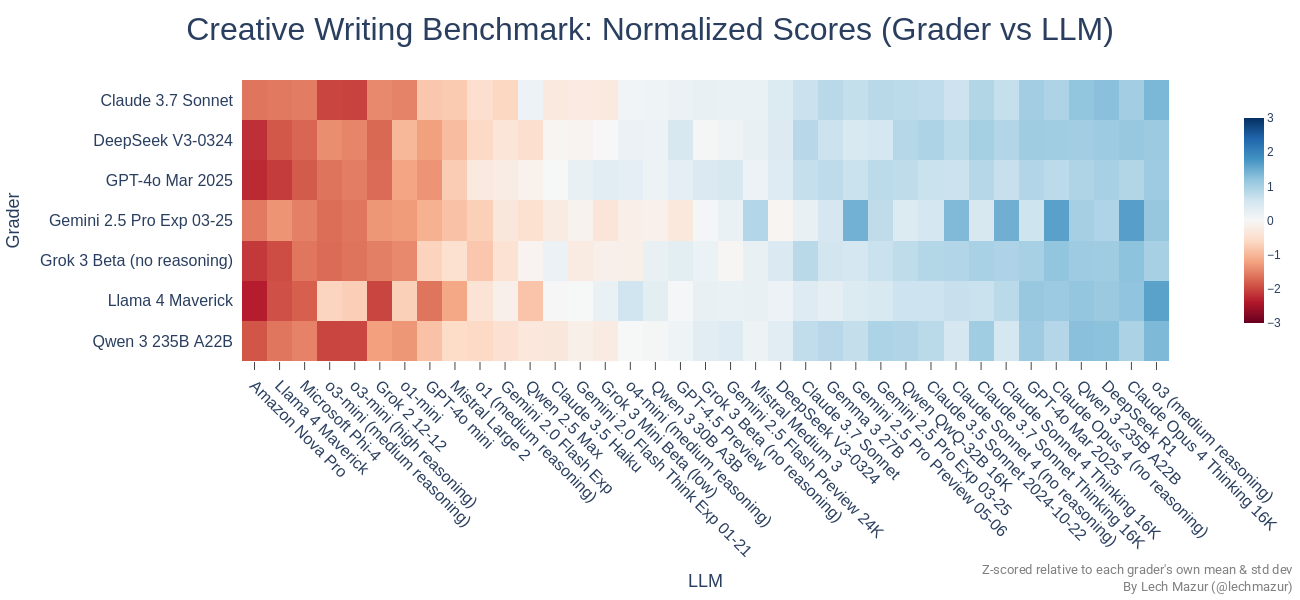 Creative Writing Benchmark: Normalized Scores (Grader vs LLM)
Grader
Claude 3.7 Sonnet
DeepSeek V3-0324
GPT-4o Mar 2025
Gemini 2.5 Pro Exp 03-25
Grok 3 Beta (no reasoning)
Llama 4 Maverick
Qwen 3 235B A22B
3
2
1
0
−1
−2
−3
Amazon Nova Pro
Llama 4 Maverick
Microsoft Phi-4
o3-mini (medium reasoning)
o3-mini (high reasoning)
Grok 2 12-12
o1-mini
GPT-4o mini
Mistral Large 2
o1 (medium reasoning)
Gemini 2.0 Flash Exp
Qwen 2.5 Max
Claude 3.5 Haiku
Gemini 2.0 Flash Think Exp 01-21
Grok 3 Mini Beta (low)
o4-mini (medium reasoning)
Qwen 3 30B A3B
GPT-4.5 Preview
Grok 3 Beta (no reasoning)
Gemini 2.5 Flash Preview 24K
Mistral Medium 3
DeepSeek V3-0324
Claude 3.7 Sonnet
Gemma 3 27B
Gemini 2.5 Pro Preview 05-06
Gemini 2.5 Pro Exp 03-25
Qwen QwQ-32B 16K
Claude 3.5 Sonnet 2024-10-22
Claude Sonnet 4 (no reasoning)
Claude 3.7 Sonnet Thinking 16K
Claude Sonnet 4 Thinking 16K
GPT-4o Mar 2025
Claude Opus 4 (no reasoning)
Qwen 3 235B A22B
DeepSeek R1
Claude Opus 4 Thinking 16K
o3 (medium reasoning)
LLM
Z-scored relative to each grader's own mean & std dev
By Lech Mazur (@lechmazur)